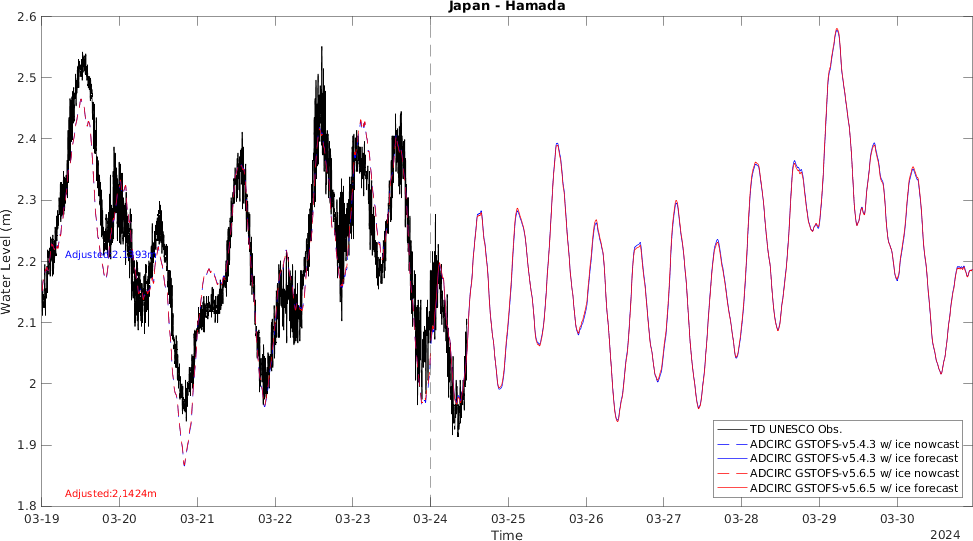 Japan - Hamada
2.6
2.5
2.4
2.3
2.2
2.1
2
1.9
1.8
Water Level (m)
Adjusted:2.1493m
Adjusted:2.1424m
TD UNESCO Obs.
ADCIRC GSTOFS-v5.4.3 w/ ice nowcast
ADCIRC GSTOFS-v5.4.3 w/ ice forecast
ADCIRC GSTOFS-v5.6.5 w/ ice nowcast
ADCIRC GSTOFS-v5.6.5 w/ ice forecast
03-19 03-20 03-21 03-22 03-23 03-24 03-25 03-26 03-27 03-28 03-29 03-30
Time
2024